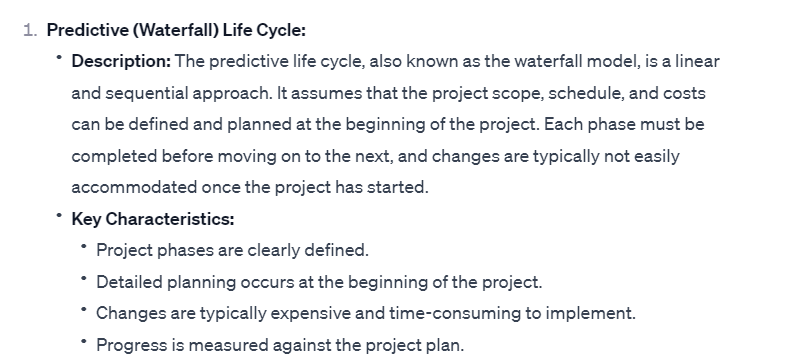 1. Predictive (Waterfall) Life Cycle:
• Description: The predictive life cycle, also known as the waterfall model, is a linear
and sequential approach. It assumes that the project scope, schedule, and costs
can be defined and planned at the beginning of the project. Each phase must be
completed before moving on to the next, and changes are typically not easily
accommodated once the project has started.
• Key Characteristics:
• Project phases are clearly defined.
• Detailed planning occurs at the beginning of the project.
• Changes are typically expensive and time-consuming to implement.
• Progress is measured against the project plan.